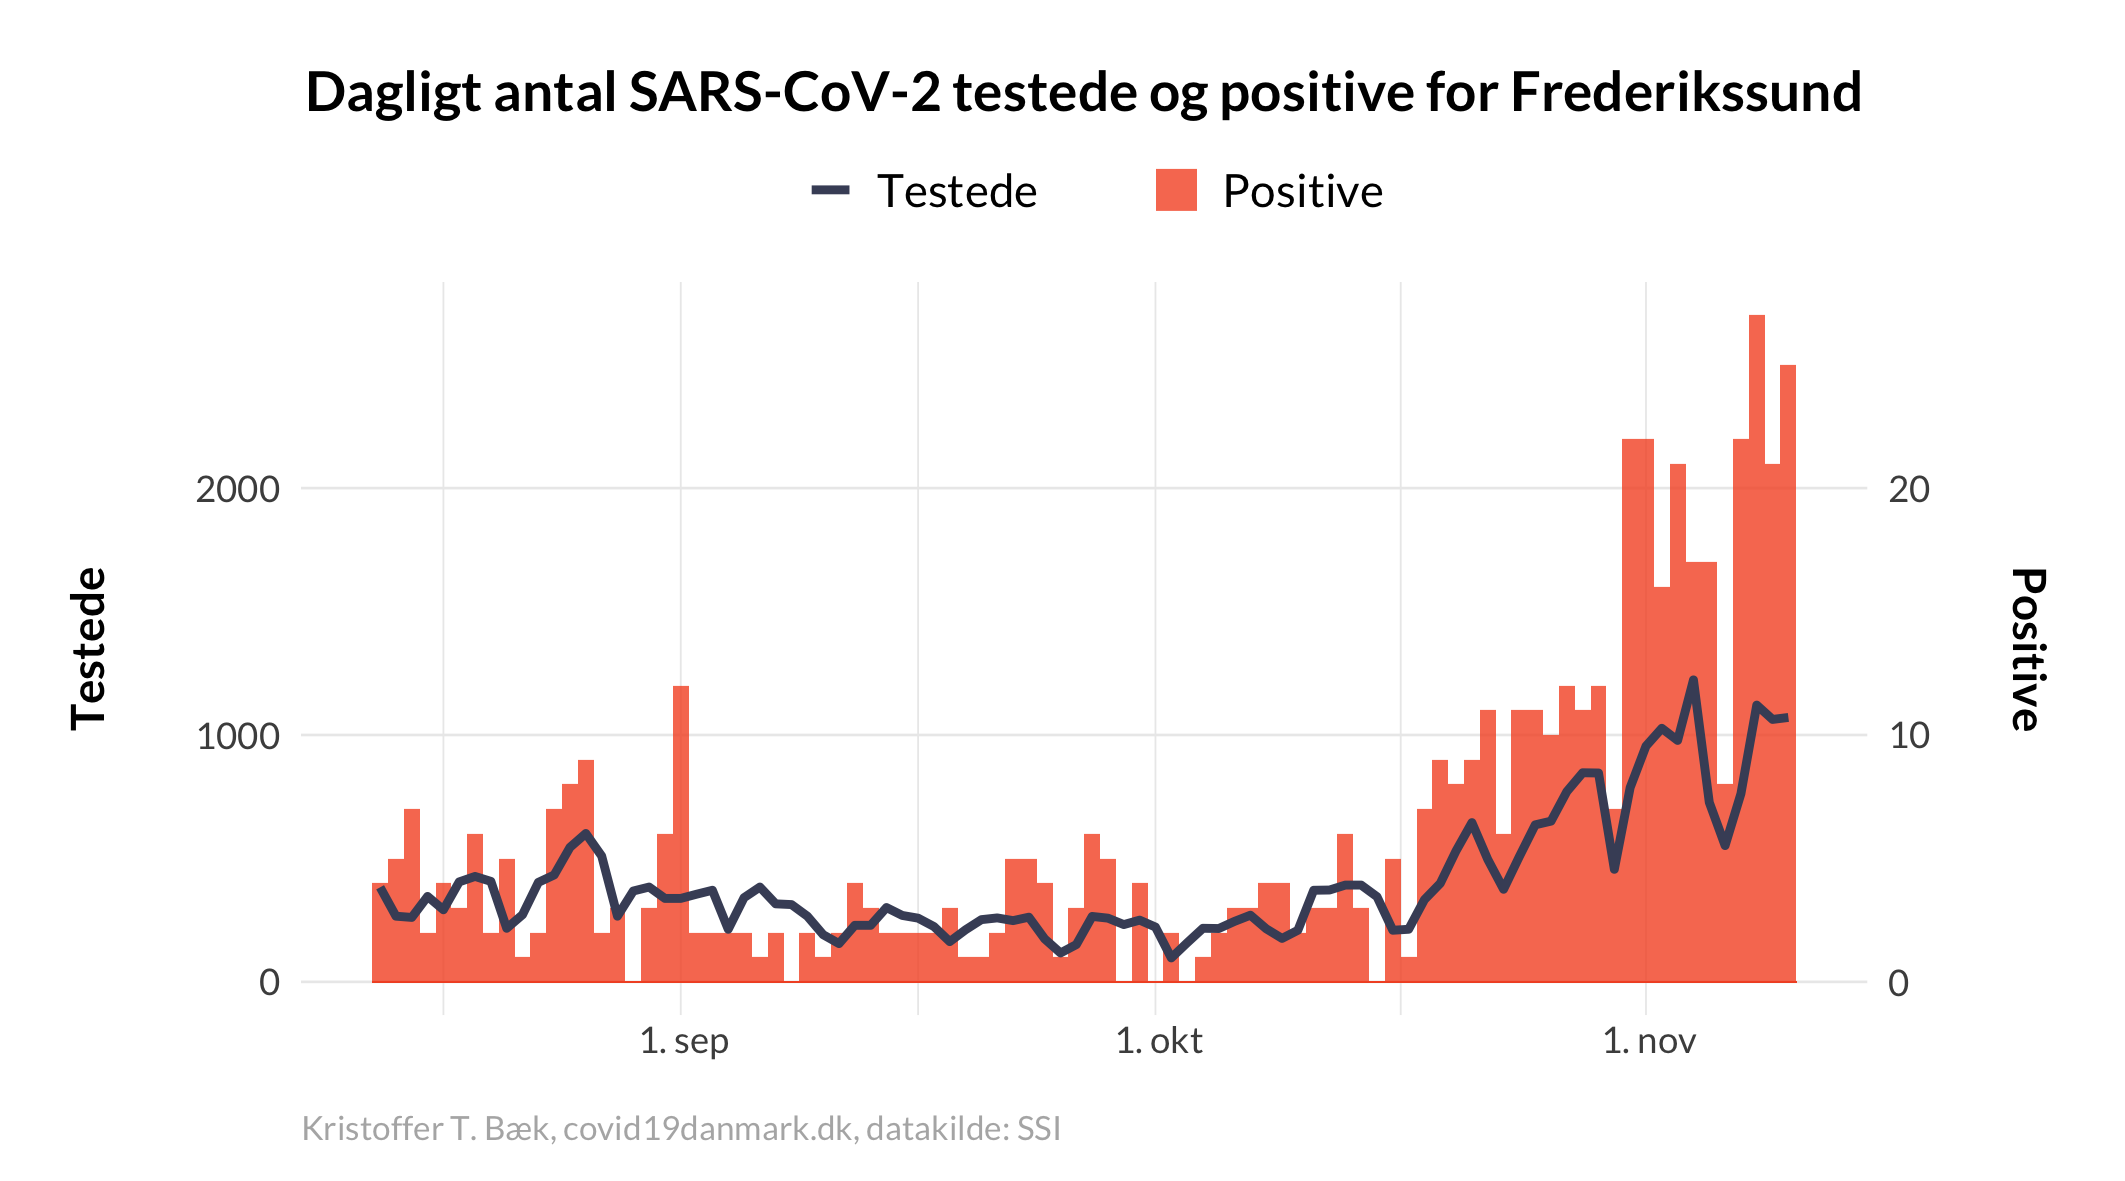 Dagligt antal SARS-CoV-2 testede og positive for Frederikssund
Testede
Positive
Testede
2000
1000
0
20
10
0
Positive
1. sep
1. okt
1. nov
Kristoffer T. Bæk, covid19danmark.dk, datakilde: SSI